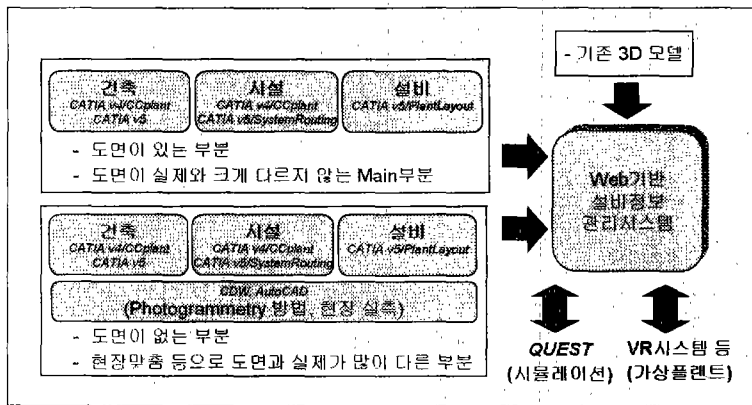 - 기존 3D 모델
건축
CATIA v4/CCplant
CATIA v5
시설
CATIA v4/CCplant
CATIA v5/SystemRouting
설비
CATIA v5/PlantLayout
- 도면이 있는 부분
- 도면이 실제와 크게 다르지 않는 Main부분
Web기반
설비정보
관리시스템
건축
CATIA v4/CCplant
CATIA v5
시설
CATIA v4/CCplant
CATIA v5/SystemRouting
설비
CATIA v5/PlantLayout
CDW, AutoCAD
(Photogrammetry 방법, 현장 실측)
- 도면이 없는 부분
- 현장맞춤 등으로 도면과 실제가 많이 다른 부분
QUEST
(시뮬레이션)
VR시스템 등
(가상플랜트)